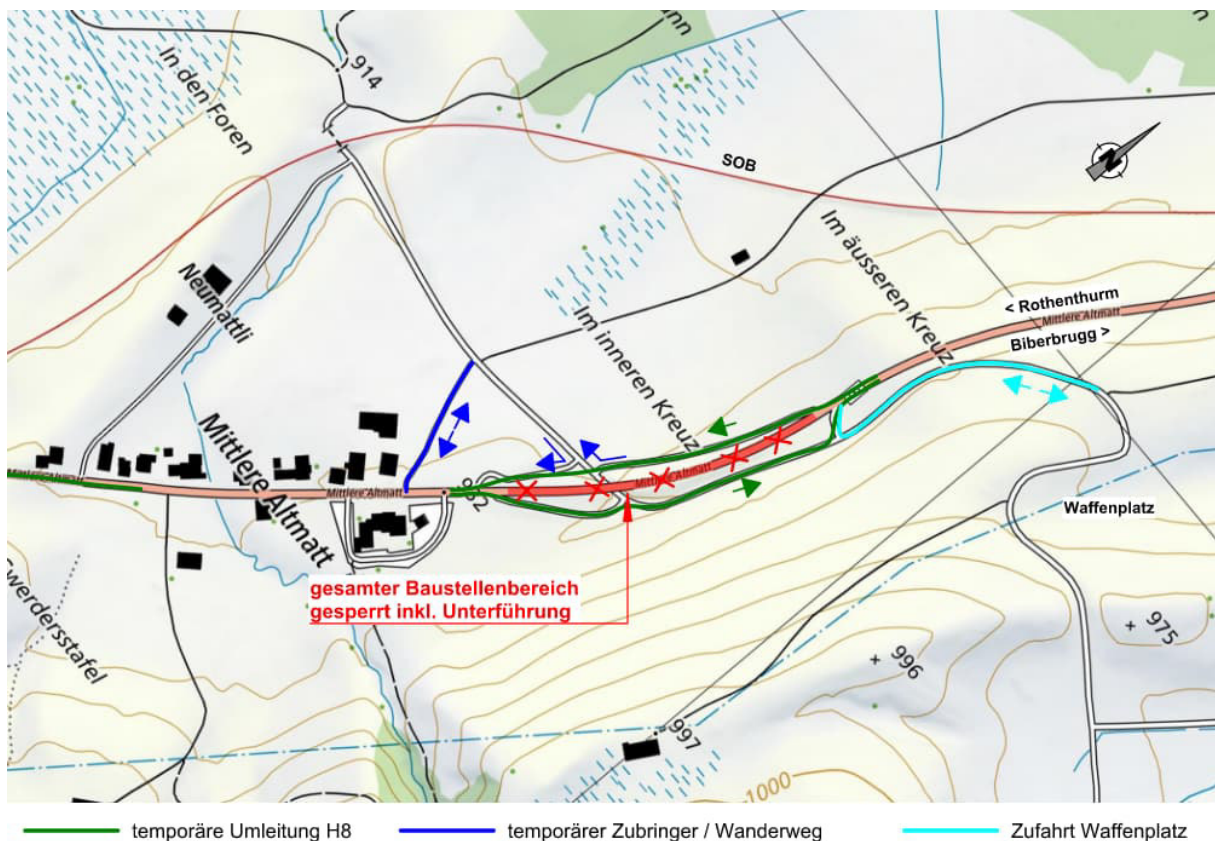 914
In den Foren
SOB
N
Im äusseren Kreuz
Neumattli
< Rothenthurm
Mittlere Altmatt
Biberbrugg >
Im inneren Kreuz
Mittlere Altmatt
Mittlere Altmatt
Mittlere Altmatt
Waffenplatz
gesamter Baustellenbereich
gesperrt inkl. Unterführung
975
996
997
1000
temporäre Umleitung H8
temporärer Zubringer / Wanderweg
Zufahrt Waffenplatz